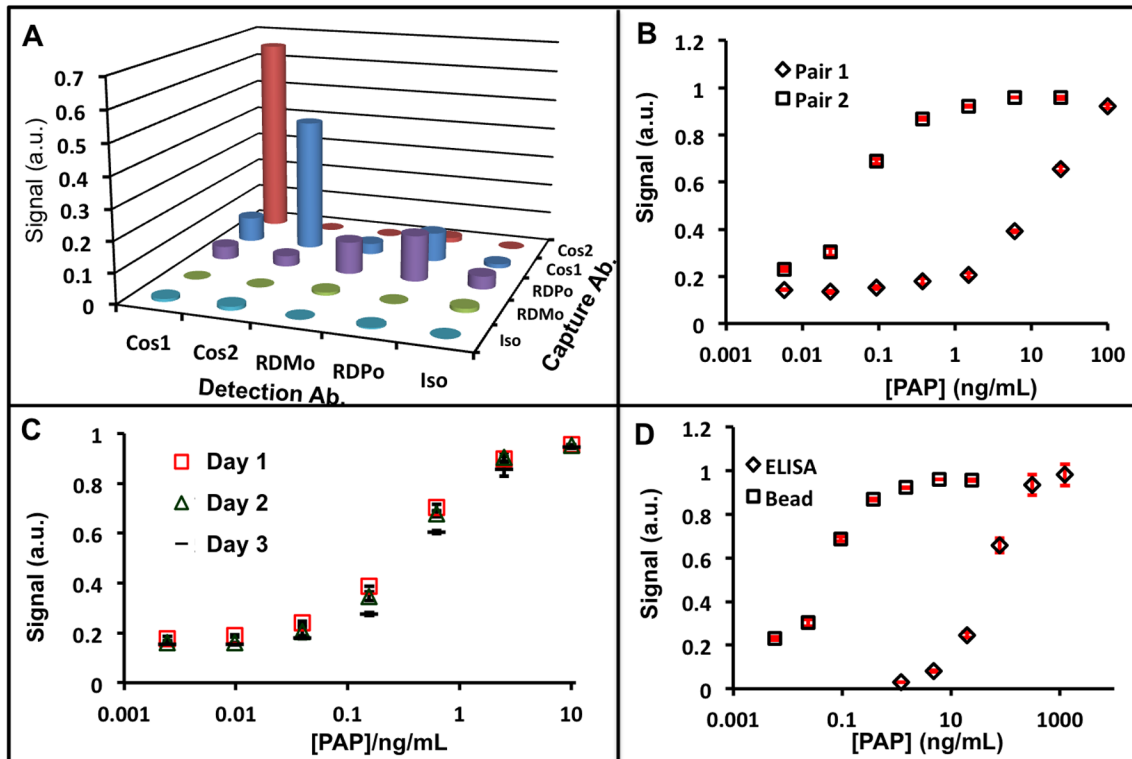 A
0.7
0.6
0.5
0.4
0.3
0.2
0.1
0
Signal (a.u.)
Cos1
Cos2
RDMo
RDPo
Iso
Detection Ab.
Cos2
Cos1
RDPo
RDMo
Iso
Capture Ab.
B
1.2
1
0.8
0.6
0.4
0.2
0
Signal (a.u.)
Pair 1
Pair 2
0.001 0.01 0.1 1 10 100
[PAP] (ng/mL)
C
1
0.8
0.6
0.4
0.2
0
Signal (a.u.)
Day 1
Day 2
Day 3
0.001 0.01 0.1 1 10
[PAP]/ng/mL
D
1.2
1
0.8
0.6
0.4
0.2
0
Signal (a.u.)
ELISA
Bead
0.001 0.1 10 1000
[PAP] (ng/mL)